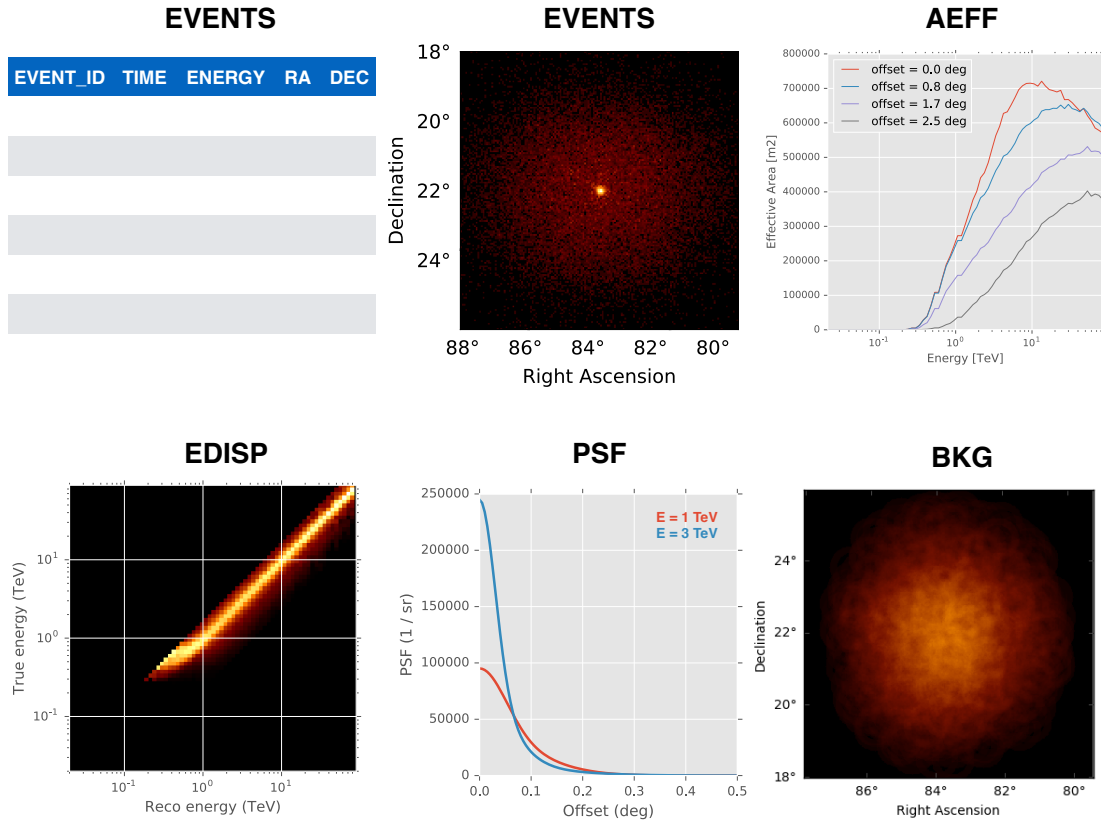 EVENTS
EVENT_ID TIME ENERGY RA DEC
EVENTS
18°
20°
22°
24°
Declination
88° 86° 84° 82° 80°
Right Ascension
AEFF
800000
700000
600000
500000
400000
300000
200000
100000
0
Effective Area [m2]
offset = 0.0 deg
offset = 0.8 deg
offset = 1.7 deg
offset = 2.5 deg
10⁻¹ 10⁰ 10¹
Energy [TeV]
EDISP
10¹
10⁰
10⁻¹
True energy (TeV)
10⁻¹ 10⁰ 10¹
Reco energy (TeV)
PSF
250000
200000
150000
100000
50000
0
PSF (1 / sr)
E = 1 TeV
E = 3 TeV
0.0 0.1 0.2 0.3 0.4 0.5
Offset (deg)
BKG
24°
22°
20°
18°
Declination
86° 84° 82° 80°
Right Ascension